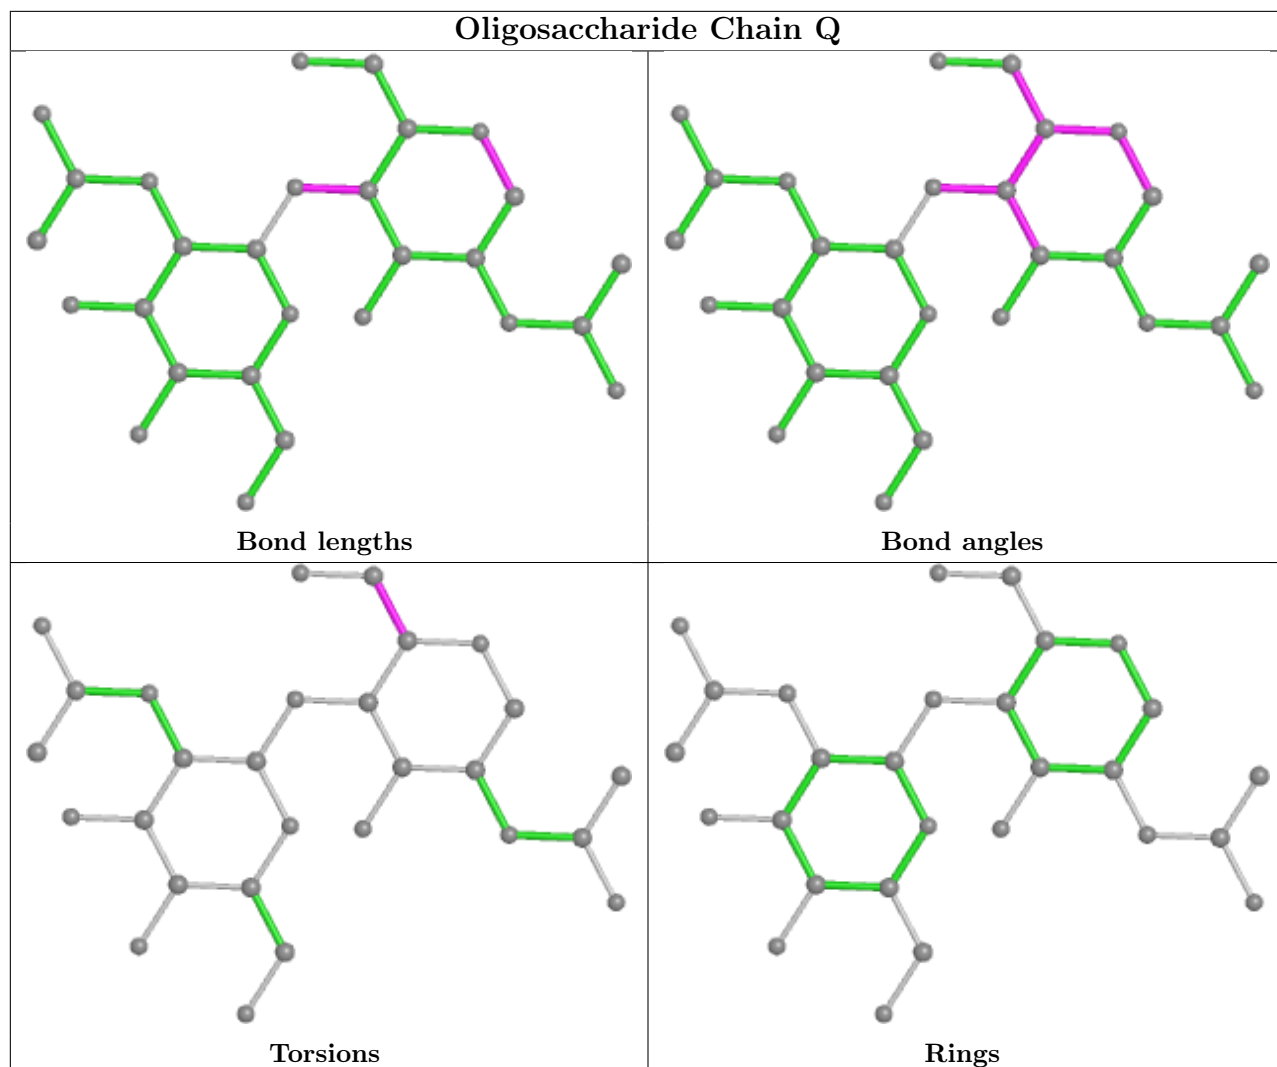 Oligosaccharide Chain Q
Bond lengths
Bond angles
Torsions
Rings